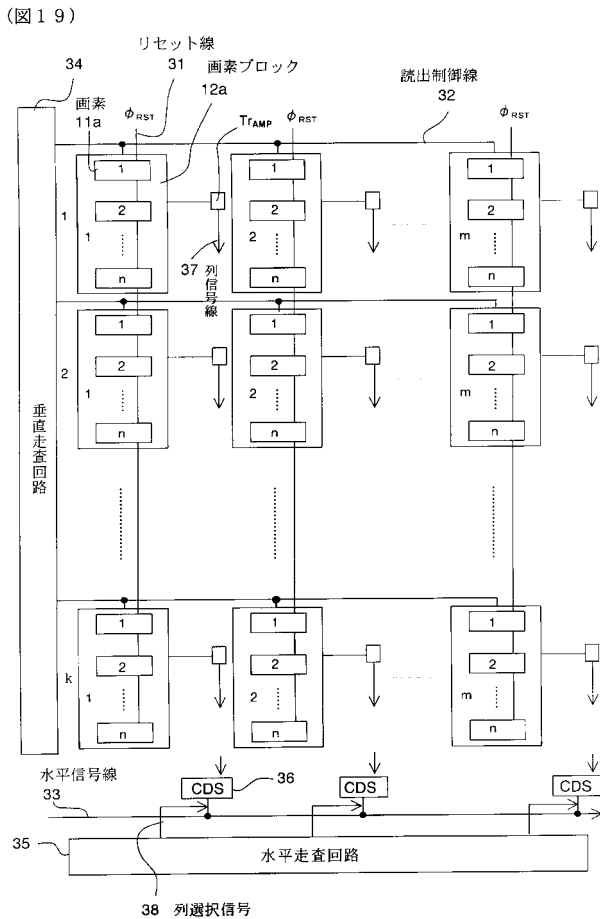 (図19)
リセット線
31
画素ブロック
12a
34
画素
11a
φRST
TrAMP
φRST
読出制御線
32
φRST
1
1
2
n
2
1
2
n
m
1
2
n
37
列信号線
2
1
1
2
n
2
1
2
n
m
1
2
n
垂直走査回路
k
1
1
2
n
2
1
2
n
m
1
2
n
水平信号線
33
CDS
36
CDS
CDS
35
水平走査回路
38 列選択信号